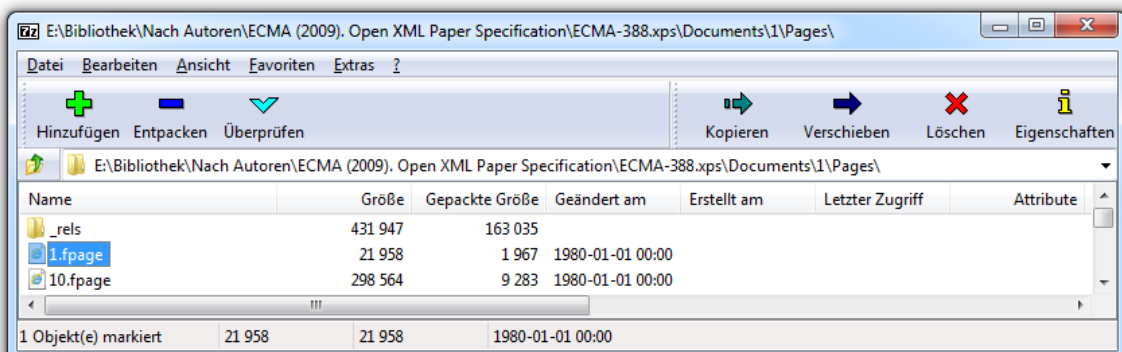 7z E:\Bibliothek\Nach Autoren\ECMA (2009). Open XML Paper Specification\ECMA-388.xps\Documents\1\Pages\
Datei Bearbeiten Ansicht Favoriten Extras ?
Hinzufügen Entpacken Überprüfen Kopieren Verschieben Löschen Eigenschaften
E:\Bibliothek\Nach Autoren\ECMA (2009). Open XML Paper Specification\ECMA-388.xps\Documents\1\Pages\
Name Größe Gepackte Größe Geändert am Erstellt am Letzter Zugriff Attribute
_rels 431 947 163 035
1.fpage 21 958 1 967 1980-01-01 00:00
10.fpage 298 564 9 283 1980-01-01 00:00
1 Objekt(e) markiert 21 958 21 958 1980-01-01 00:00